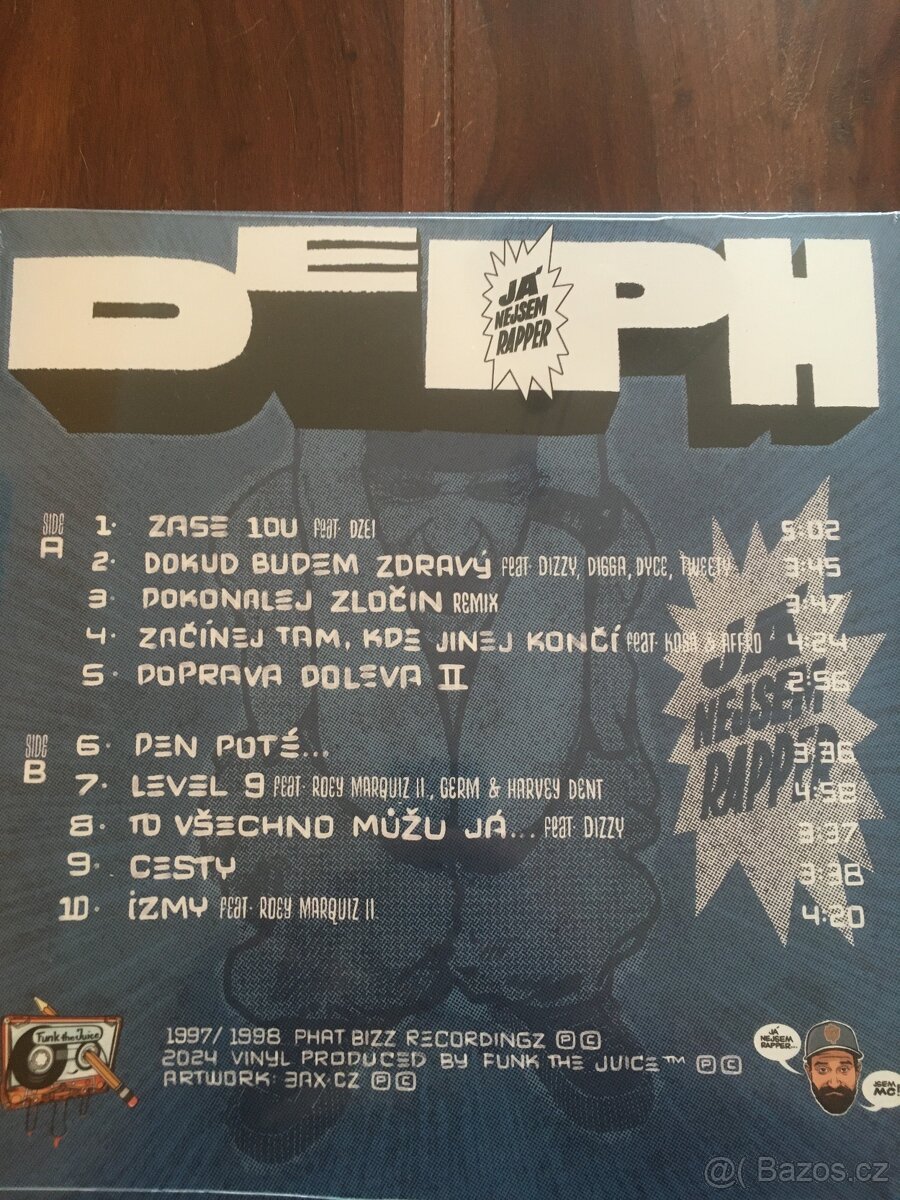 DELPH
JÁ
NEJSEM
RAPPER
SIDE
A
1. ZASE 1OU feat. DZEI 5:02
2. DOKUD BUDEM ZDRAVÝ feat DIZZY, DIGGA, DYCE, TWEETY 3:45
3. DOKONALEJ ZLOČIN REMIX 3:47
4. ZAČÍNEJ TAM, KDE JINEJ KONČÍ feat KOSA & AFFRO 4:24
5. DOPRAVA DOLEVA II 2:56
JÁ
NEJSEM
RAPPER
SIDE
B
6. DEN POTÉ... 3:36
7. LEVEL 9 feat. ROEY MARQUIZ II., GERM & HARVEY DENT 4:58
8. TO VŠECHNO MŮŽU JÁ... feat. DIZZY 3:37
9. CESTY 3:38
10. IZMY feat. ROEY MARQUIZ II. 4:20
Funk the Juice
1997/1998 PHAT BIZZ RECORDINGZ Ⓟ Ⓒ
2024 VINYL PRODUCED BY FUNK THE JUICE™ Ⓟ Ⓒ
ARTWORK: 3AX.CZ Ⓟ Ⓒ
JÁ
NEJSEM
RAPPER...
JSEM
MC!
@( Bazos.cz